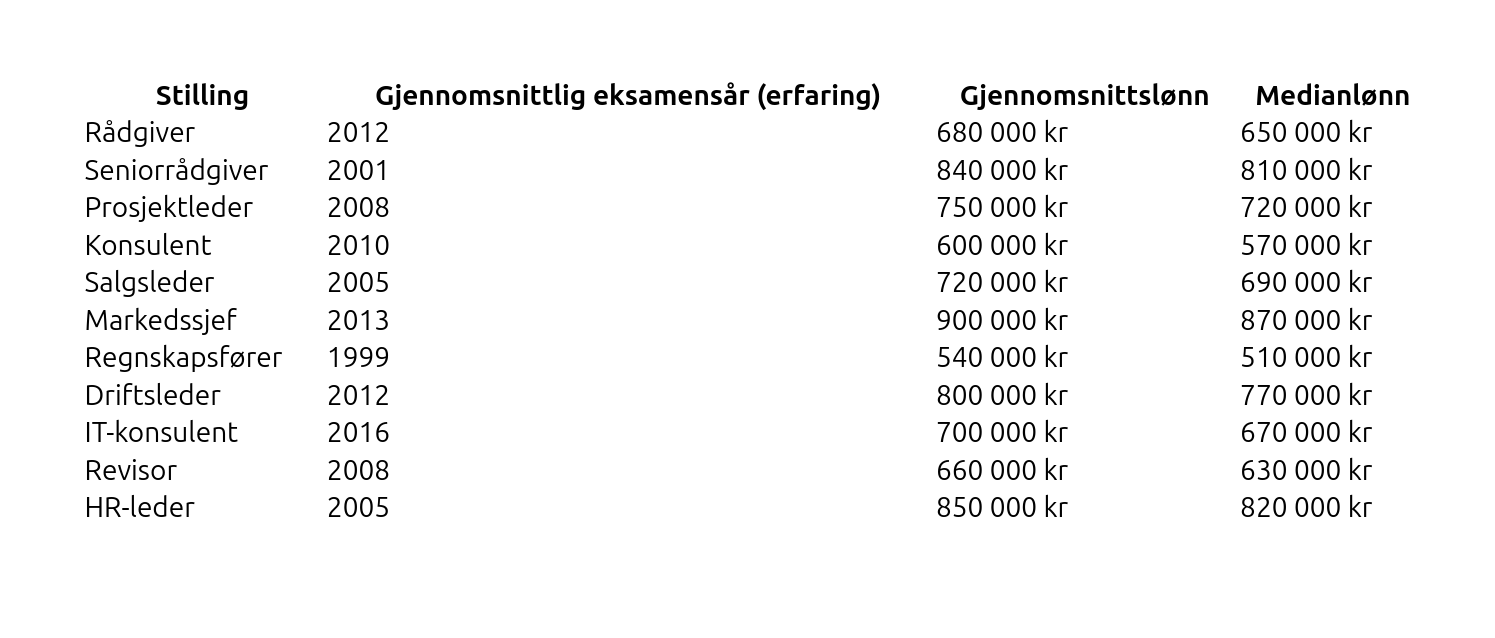 Stilling Gjennomsnittlig eksamensår (erfaring) Gjennomsnittslønn Medianlønn
Rådgiver 2012 680 000 kr 650 000 kr
Seniorrådgiver 2001 840 000 kr 810 000 kr
Prosjektleder 2008 750 000 kr 720 000 kr
Konsulent 2010 600 000 kr 570 000 kr
Salgsleder 2005 720 000 kr 690 000 kr
Markedssjef 2013 900 000 kr 870 000 kr
Regnskapsfører 1999 540 000 kr 510 000 kr
Driftsleder 2012 800 000 kr 770 000 kr
IT-konsulent 2016 700 000 kr 670 000 kr
Revisor 2008 660 000 kr 630 000 kr
HR-leder 2005 850 000 kr 820 000 kr